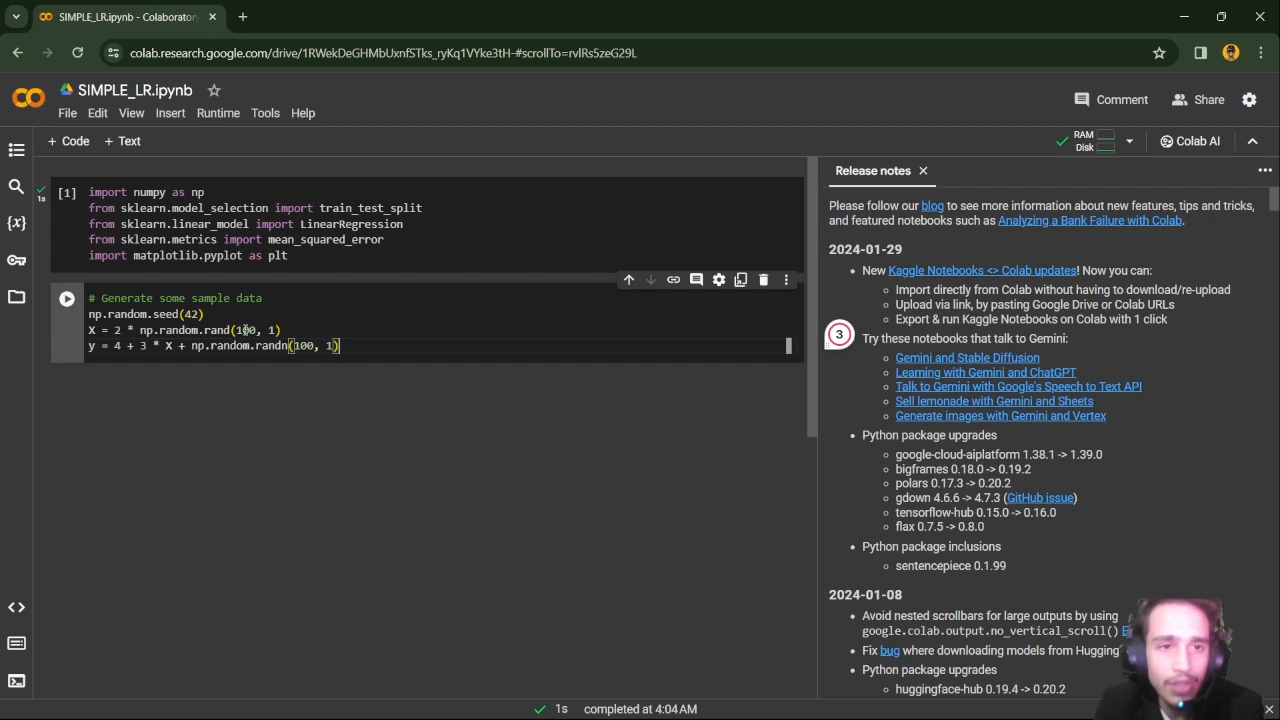 SIMPLE_LR.ipynb - Colaborator
colab.research.google.com/drive/1RWekDeGHMbUxnfSTks_ryKq1VYke3tH-#scrollTo=rvlRs5zeG29L
SIMPLE_LR.ipynb
File Edit View Insert Runtime Tools Help
Comment
Share
+ Code + Text
RAM
Disk
Colab AI
[1]
1s
import numpy as np
from sklearn.model_selection import train_test_split
from sklearn.linear_model import LinearRegression
from sklearn.metrics import mean_squared_error
import matplotlib.pyplot as plt
# Generate some sample data
np.random.seed(42)
X = 2 * np.random.rand(100, 1)
y = 4 + 3 * X + np.random.randn(100, 1)
Release notes
Please follow our blog to see more information about new features, tips and tricks,
and featured notebooks such as Analyzing a Bank Failure with Colab.
2024-01-29
New Kaggle Notebooks <> Colab updates! Now you can:
Import directly from Colab without having to download/re-upload
Upload via link, by pasting Google Drive or Colab URLs
Export & run Kaggle Notebooks on Colab with 1 click
3
Try these notebooks that talk to Gemini:
Gemini and Stable Diffusion
Learning with Gemini and ChatGPT
Talk to Gemini with Google's Speech to Text API
Sell lemonade with Gemini and Sheets
Generate images with Gemini and Vertex
Python package upgrades
google-cloud-aiplatform 1.38.1 -> 1.39.0
bigframes 0.18.0 -> 0.19.2
polars 0.17.3 -> 0.20.2
gdown 4.6.6 -> 4.7.3 (GitHub issue)
tensorflow-hub 0.15.0 -> 0.16.0
flax 0.7.5 -> 0.8.0
Python package inclusions
sentencepiece 0.1.99
2024-01-08
Avoid nested scrollbars for large outputs by using
google.colab.output.no_vertical_scroll() E
Fix bug where downloading models from Hugging
Python package upgrades
huggingface-hub 0.19.4 -> 0.20.2
1s completed at 4:04 AM